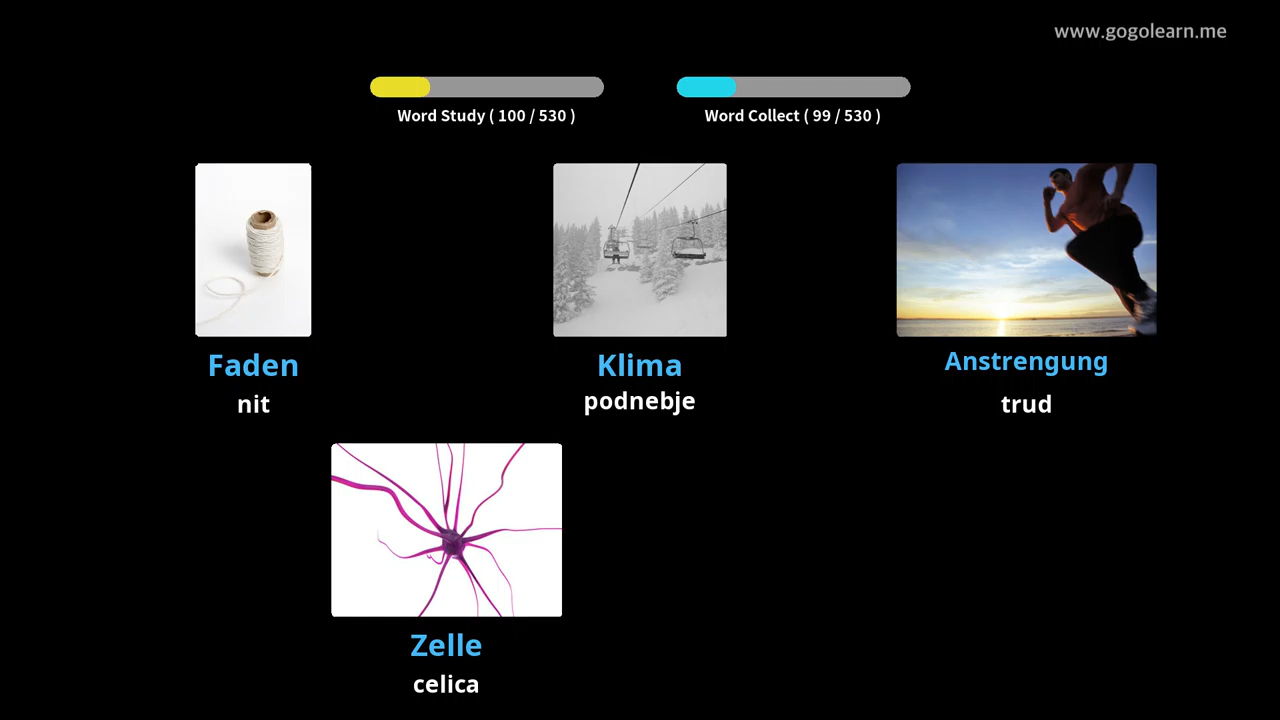 www.gogolearn.me
Word Study ( 100 / 530 )
Word Collect ( 99 / 530 )
Faden
nit
Klima
podnebje
Anstrengung
trud
Zelle
celica